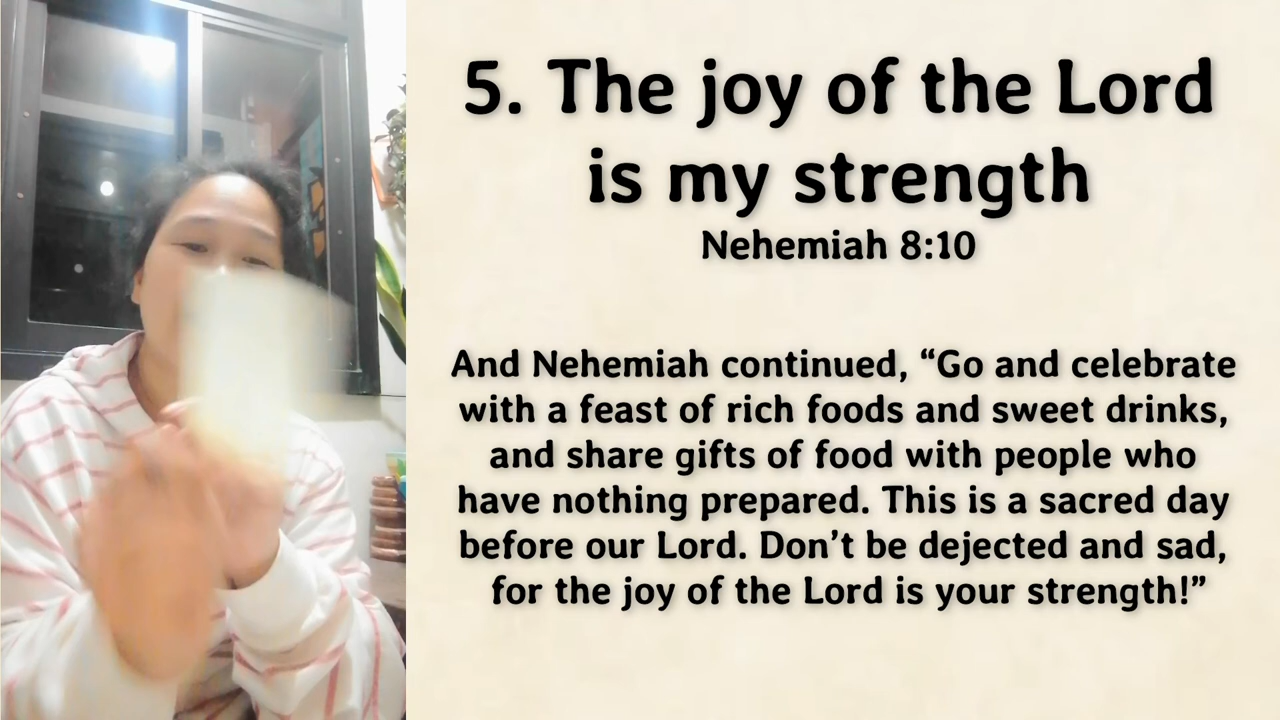 5. The joy of the Lord
is my strength
Nehemiah 8:10
And Nehemiah continued, “Go and celebrate
with a feast of rich foods and sweet drinks,
and share gifts of food with people who
have nothing prepared. This is a sacred day
before our Lord. Don’t be dejected and sad,
for the joy of the Lord is your strength!”